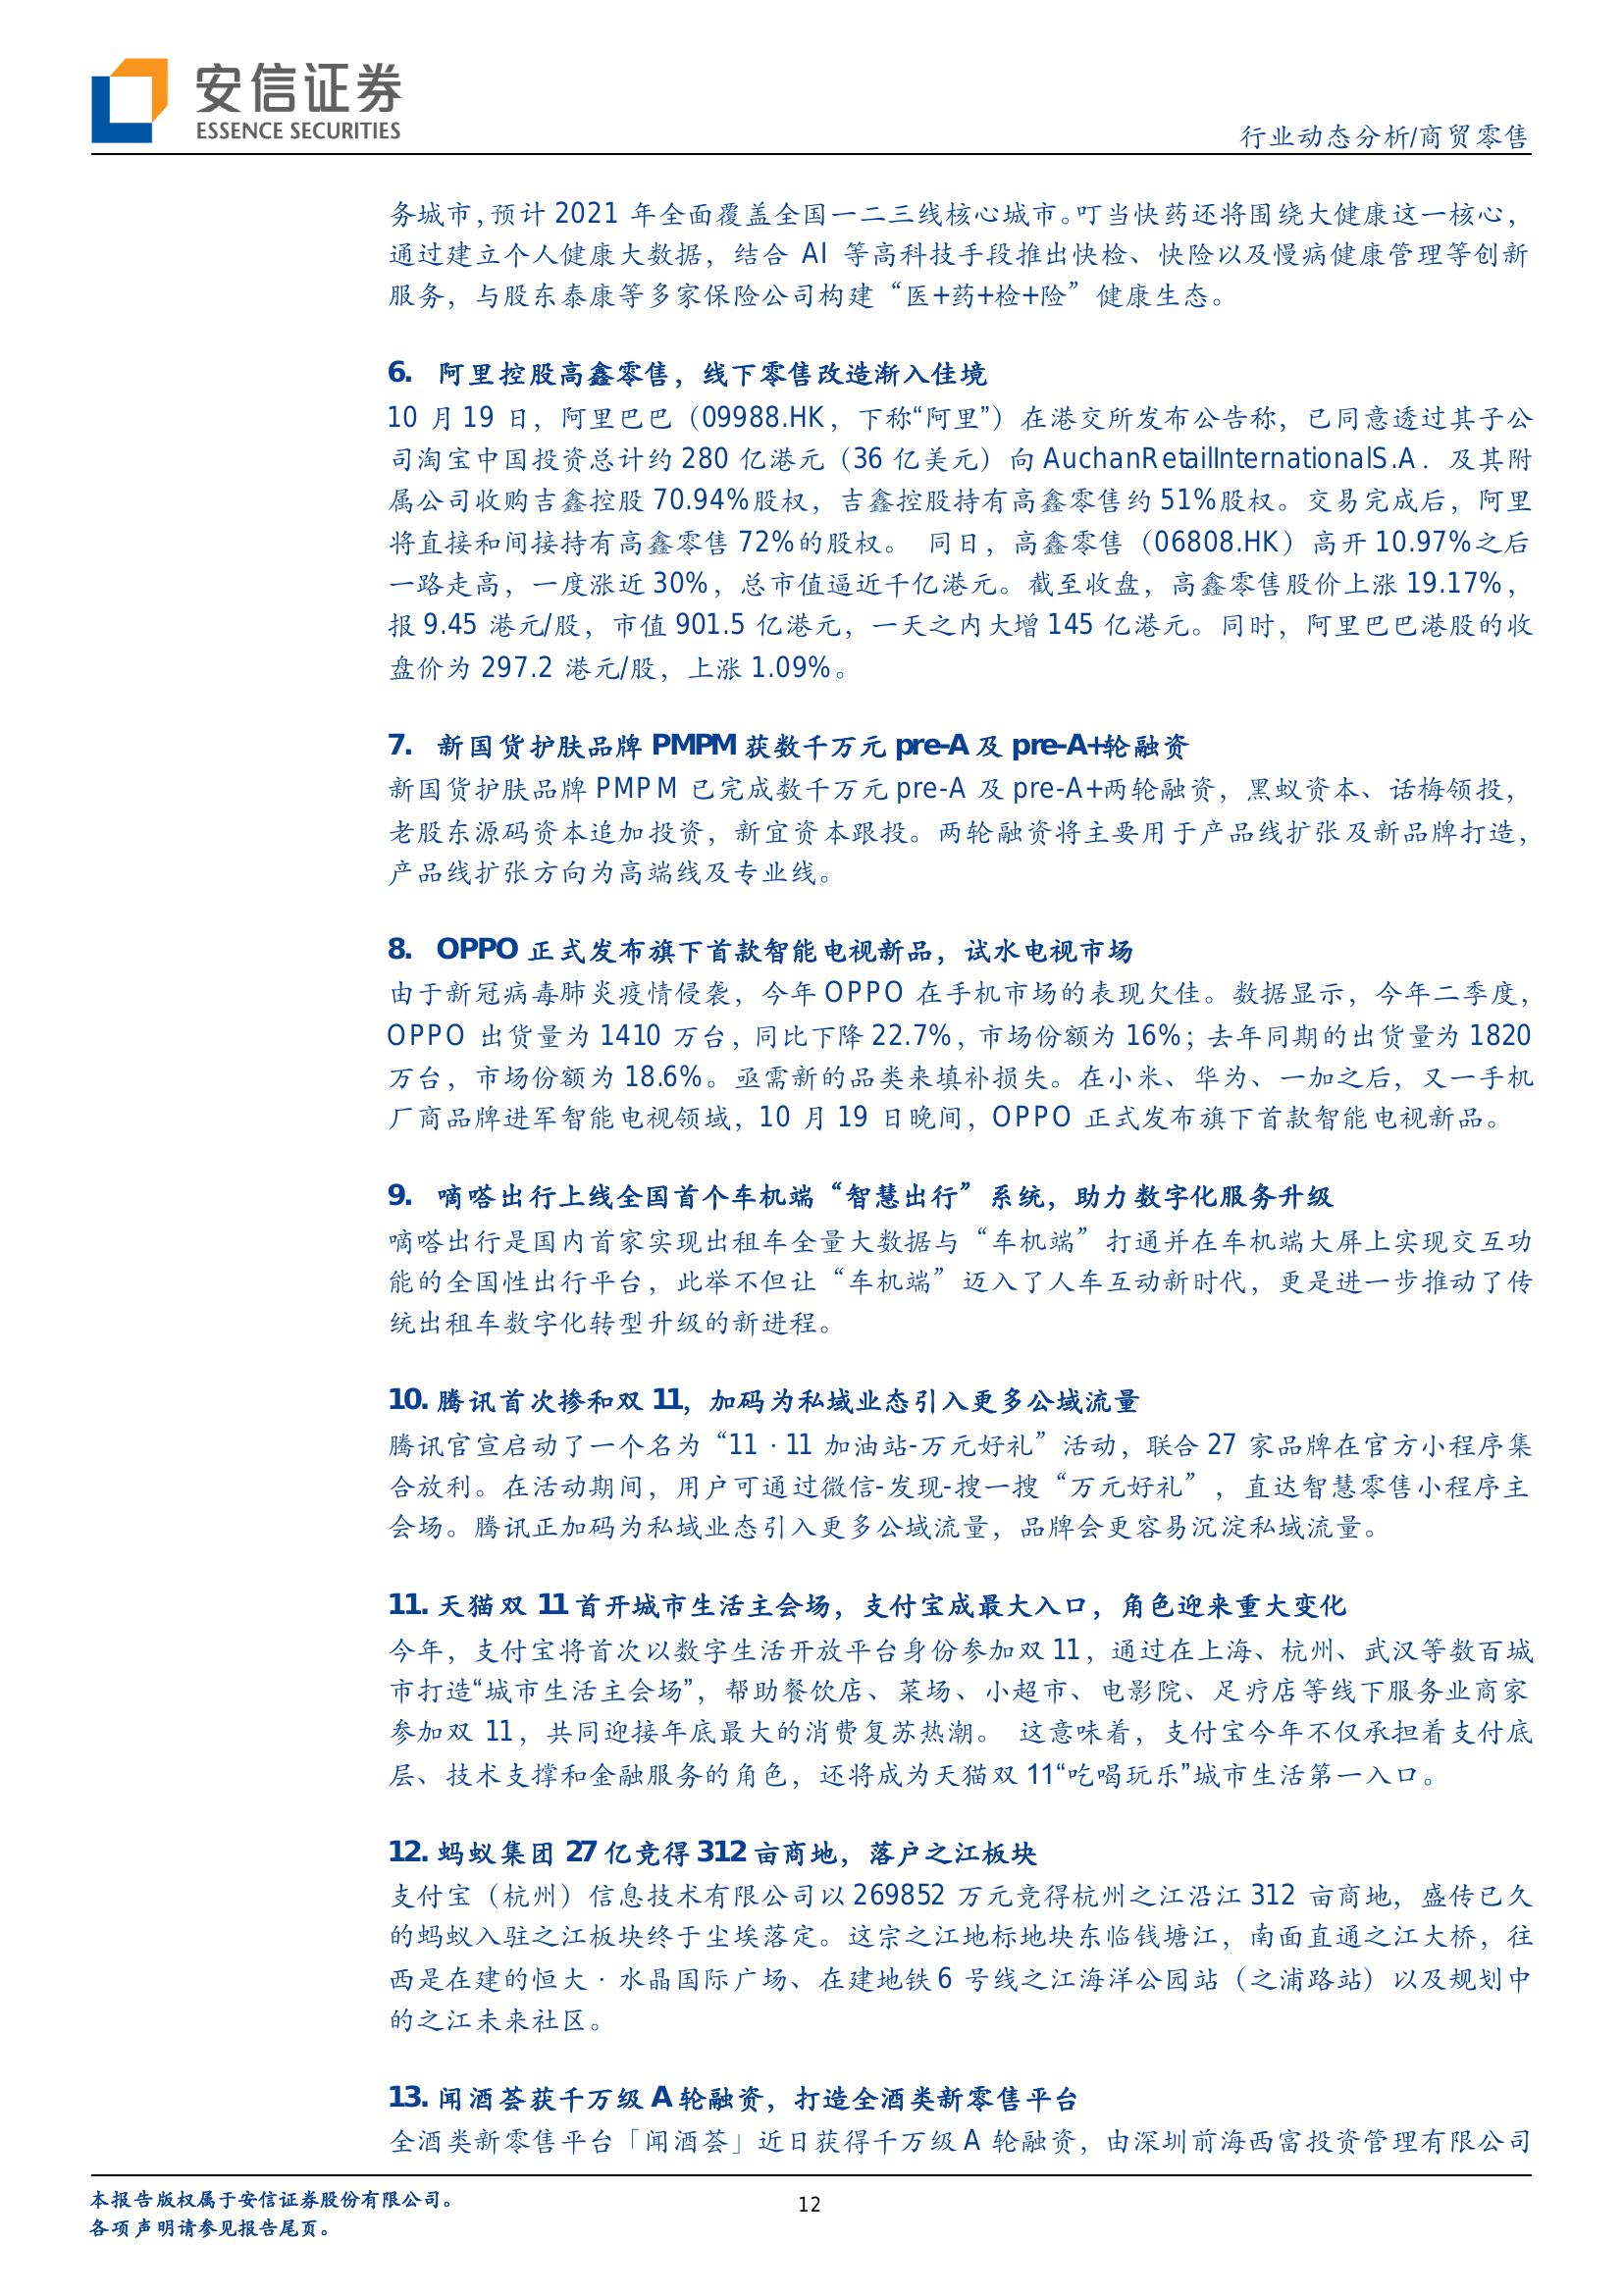 安信证券
ESSENCE SECURITIES
行业动态分析/商贸零售
务城市，预计 2021 年全面覆盖全国一二三线核心城市。叮当快药还将围绕大健康这一核心，
通过建立个人健康大数据，结合 AI 等高科技手段推出快检、快险以及慢病健康管理等创新
服务，与股东泰康等多家保险公司构建“医+药+检+险”健康生态。
6. 阿里控股高鑫零售，线下零售改造渐入佳境
10 月 19 日，阿里巴巴（09988.HK，下称“阿里”）在港交所发布公告称，已同意透过其子公
司淘宝中国投资总计约 280 亿港元（36 亿美元）向 AuchanRetailInternationalS.A．及其附
属公司收购吉鑫控股 70.94%股权，吉鑫控股持有高鑫零售约 51%股权。交易完成后，阿里
将直接和间接持有高鑫零售 72%的股权。 同日，高鑫零售（06808.HK）高开 10.97%之后
一路走高，一度涨近 30%，总市值逼近千亿港元。截至收盘，高鑫零售股价上涨 19.17%，
报 9.45 港元/股，市值 901.5 亿港元，一天之内大增 145 亿港元。同时，阿里巴巴港股的收
盘价为 297.2 港元/股，上涨 1.09%。
7. 新国货护肤品牌 PMPM 获数千万元 pre-A 及 pre-A+轮融资
新国货护肤品牌 PMPM 已完成数千万元 pre-A 及 pre-A+两轮融资，黑蚁资本、话梅领投，
老股东源码资本追加投资，新宜资本跟投。两轮融资将主要用于产品线扩张及新品牌打造，
产品线扩张方向为高端线及专业线。
8. OPPO 正式发布旗下首款智能电视新品，试水电视市场
由于新冠病毒肺炎疫情侵袭，今年 OPPO 在手机市场的表现欠佳。数据显示，今年二季度，
OPPO 出货量为 1410 万台，同比下降 22.7%，市场份额为 16%；去年同期的出货量为 1820
万台，市场份额为 18.6%。亟需新的品类来填补损失。在小米、华为、一加之后，又一手机
厂商品牌进军智能电视领域，10 月 19 日晚间，OPPO 正式发布旗下首款智能电视新品。
9. 嘀嗒出行上线全国首个车机端“智慧出行”系统，助力数字化服务升级
嘀嗒出行是国内首家实现出租车全量大数据与“车机端”打通并在车机端大屏上实现交互功
能的全国性出行平台，此举不但让“车机端”迈入了人车互动新时代，更是进一步推动了传
统出租车数字化转型升级的新进程。
10. 腾讯首次掺和双 11，加码为私域业态引入更多公域流量
腾讯官宣启动了一个名为“11·11 加油站-万元好礼”活动，联合 27 家品牌在官方小程序集
合放利。在活动期间，用户可通过微信-发现-搜一搜“万元好礼”，直达智慧零售小程序主
会场。腾讯正加码为私域业态引入更多公域流量，品牌会更容易沉淀私域流量。
11. 天猫双 11 首开城市生活主会场，支付宝成最大入口，角色迎来重大变化
今年，支付宝将首次以数字生活开放平台身份参加双 11，通过在上海、杭州、武汉等数百城
市打造“城市生活主会场”，帮助餐饮店、菜场、小超市、电影院、足疗店等线下服务业商家
参加双 11，共同迎接年底最大的消费复苏热潮。 这意味着，支付宝今年不仅承担着支付底
层、技术支撑和金融服务的角色，还将成为天猫双 11“吃喝玩乐”城市生活第一入口。
12. 蚂蚁集团 27 亿竞得 312 亩商地，落户之江板块
支付宝（杭州）信息技术有限公司以 269852 万元竞得杭州之江沿江 312 亩商地，盛传已久
的蚂蚁入驻之江板块终于尘埃落定。这宗之江地标地块东临钱塘江，南面直通之江大桥，往
西是在建的恒大·水晶国际广场、在建地铁 6 号线之江海洋公园站（之浦路站）以及规划中
的之江未来社区。
13. 闻酒荟获千万级 A 轮融资，打造全酒类新零售平台
全酒类新零售平台「闻酒荟」近日获得千万级 A 轮融资，由深圳前海西富投资管理有限公司
本报告版权属于安信证券股份有限公司。
各项声明请参见报告尾页。
12